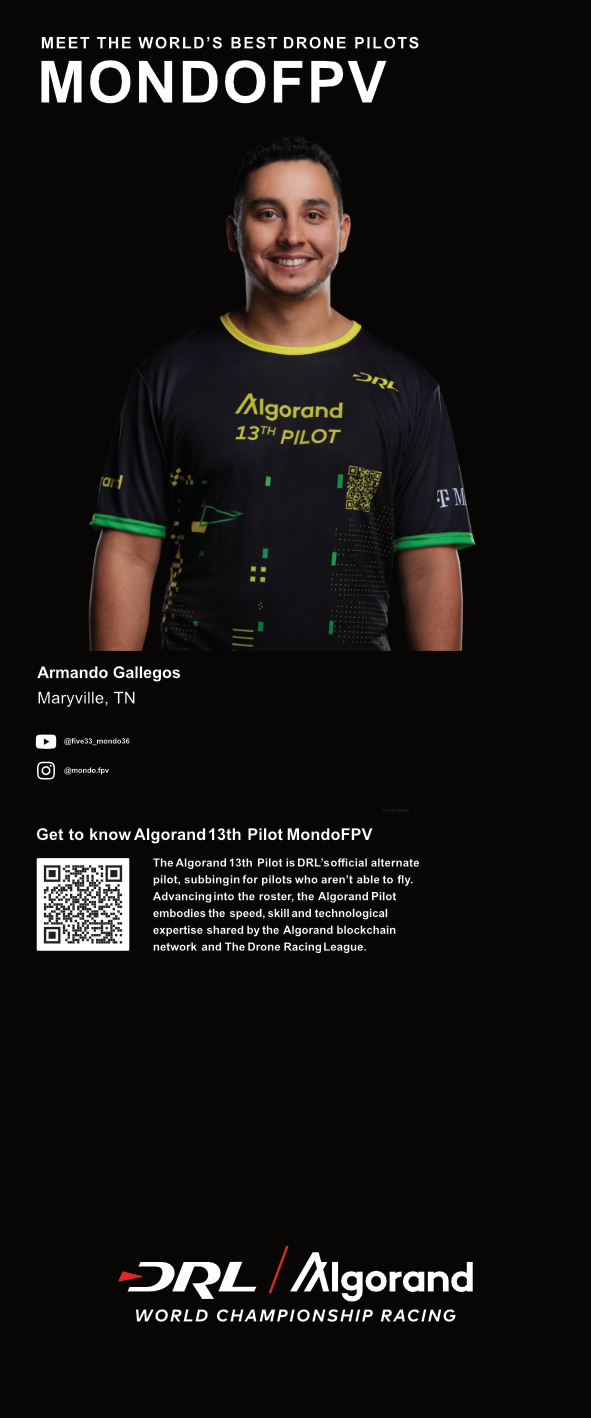 MEET THE WORLD'S BEST DRONE PILOTS
MONDOFPV
DRL
Algorand
13TH PILOT
rand
T M
Armando Gallegos
Maryville, TN
@five33_mondo36
@mondo.fpv
Get to know Algorand 13th Pilot MondoFPV
The Algorand 13th Pilot is DRL's official alternate
pilot, subbing in for pilots who aren't able to fly.
Advancing into the roster, the Algorand Pilot
embodies the speed, skill and technological
expertise shared by the Algorand blockchain
network and The Drone Racing League.
DRL / Algorand
WORLD CHAMPIONSHIP RACING